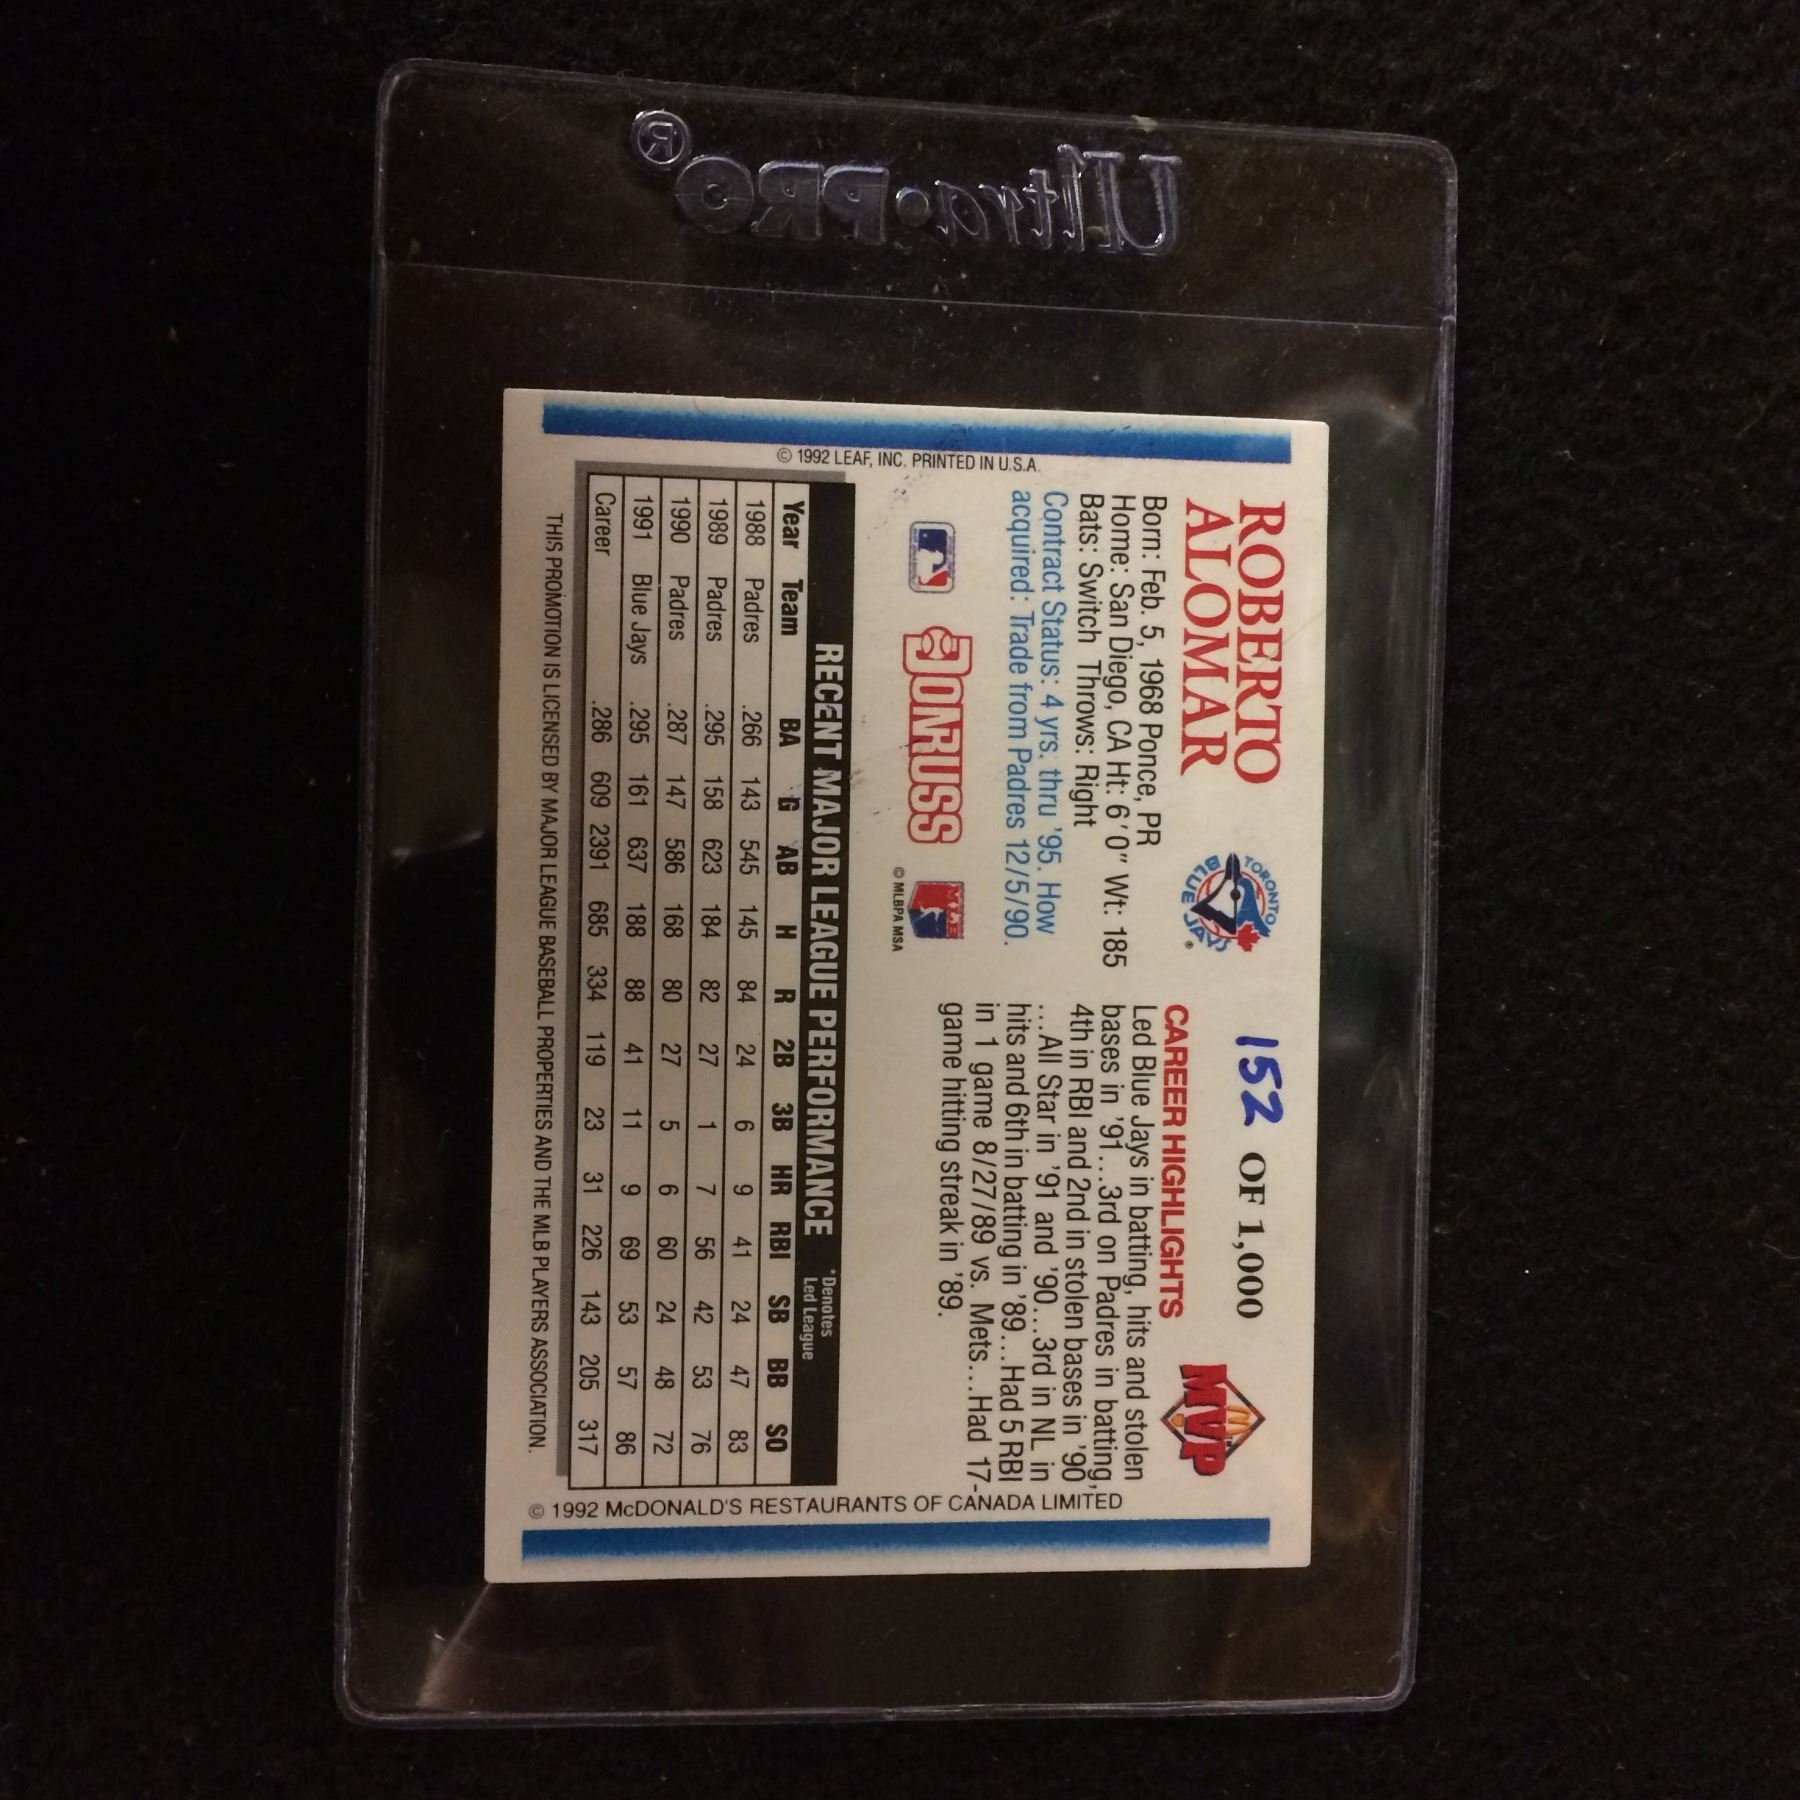 Ultra•PRO®
ROBERTO
ALOMAR
TORONTO
BLUE JAYS ®
152 OF 1,000
MVP
Born: Feb. 5, 1968 Ponce, PR
Home: San Diego, CA Ht: 6'0" Wt: 185
Bats: Switch Throws: Right
Contract Status: 4 yrs. thru '95. How
acquired: Trade from Padres 12/5/90.
DONRUSS
© MLBPA MSA
CAREER HIGHLIGHTS
Led Blue Jays in batting, hits and stolen
bases in '91...3rd on Padres in batting,
4th in RBI and 2nd in stolen bases in '90
...All Star in '91 and '90...3rd in NL in
hits and 6th in batting in '89...Had 5 RBI
in 1 game 8/27/89 vs. Mets...Had 17-
game hitting streak in '89.
© 1992 LEAF, INC. PRINTED IN U.S.A.
RECENT MAJOR LEAGUE PERFORMANCE *Denotes Led League
Year Team BA G AB H R 2B 3B HR RBI SB BB SO
1988 Padres .266 143 545 145 84 24 6 9 41 24 47 83
1989 Padres .295 158 623 184 82 27 1 7 56 42 53 76
1990 Padres .287 147 586 168 80 27 5 6 60 24 48 72
1991 Blue Jays .295 161 637 188 88 41 11 9 69 53 57 86
Career .286 609 2391 685 334 119 23 31 226 143 205 317
THIS PROMOTION IS LICENSED BY MAJOR LEAGUE BASEBALL PROPERTIES AND THE MLB PLAYERS ASSOCIATION.
© 1992 McDONALD'S RESTAURANTS OF CANADA LIMITED